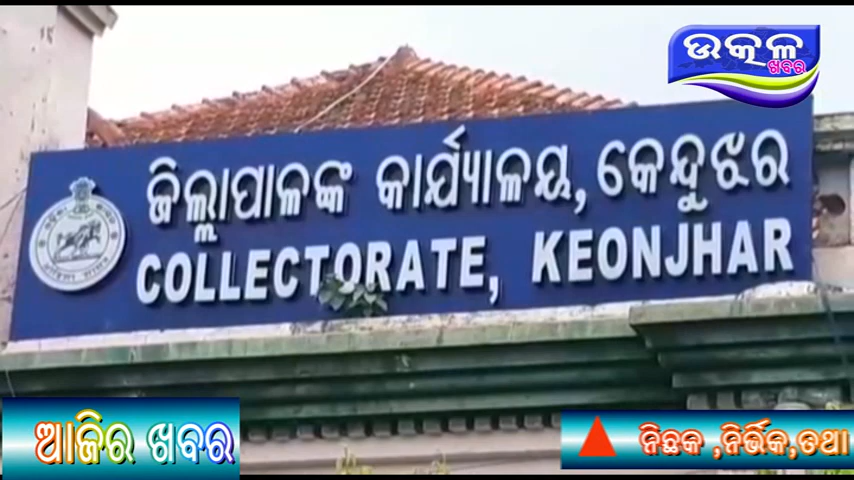 ଉତ୍କଳ
ଖବର
ଜିଲ୍ଲାପାଳଙ୍କ କାର୍ଯ୍ୟାଳୟ, କେନ୍ଦୁଝର
COLLECTORATE, KEONJHAR
ଆଜିର ଖବର
ନିଛକ ,ନିର୍ଭିକ,ତଥା